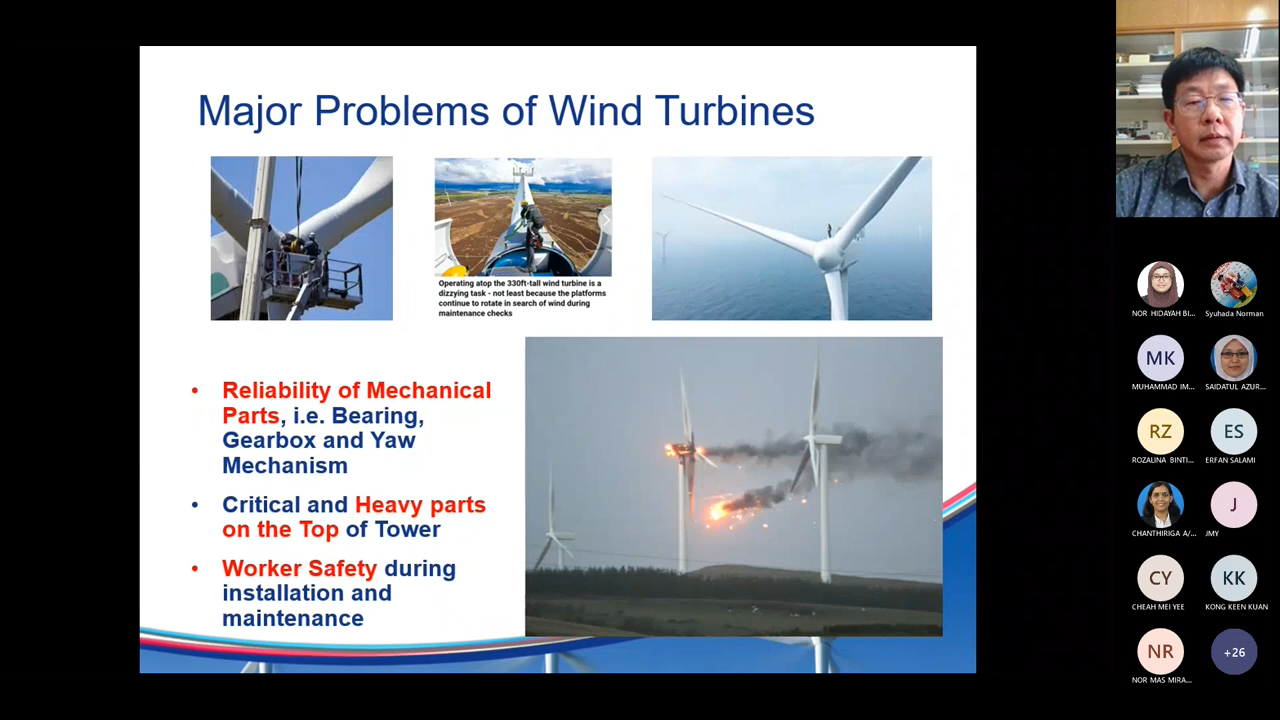 Major Problems of Wind Turbines
Operating atop the 330ft-tall wind turbine is a
dizzying task - not least because the platforms
continue to rotate in search of wind during
maintenance checks
• Reliability of Mechanical
Parts, i.e. Bearing,
Gearbox and Yaw
Mechanism
• Critical and Heavy parts
on the Top of Tower
• Worker Safety during
installation and
maintenance
NOR HIDAYAH BI...
Syuhada Norman
MK
MUHAMMAD IM...
SAIDATUL AZUR...
RZ
ROZALINA BINTI...
ES
ERFAN SALAMI
CHANTHIRIGA A/...
J
JMY
CY
CHEAH MEI YEE
KK
KONG KEEN KUAN
NR
NOR MAS MIRA...
+26